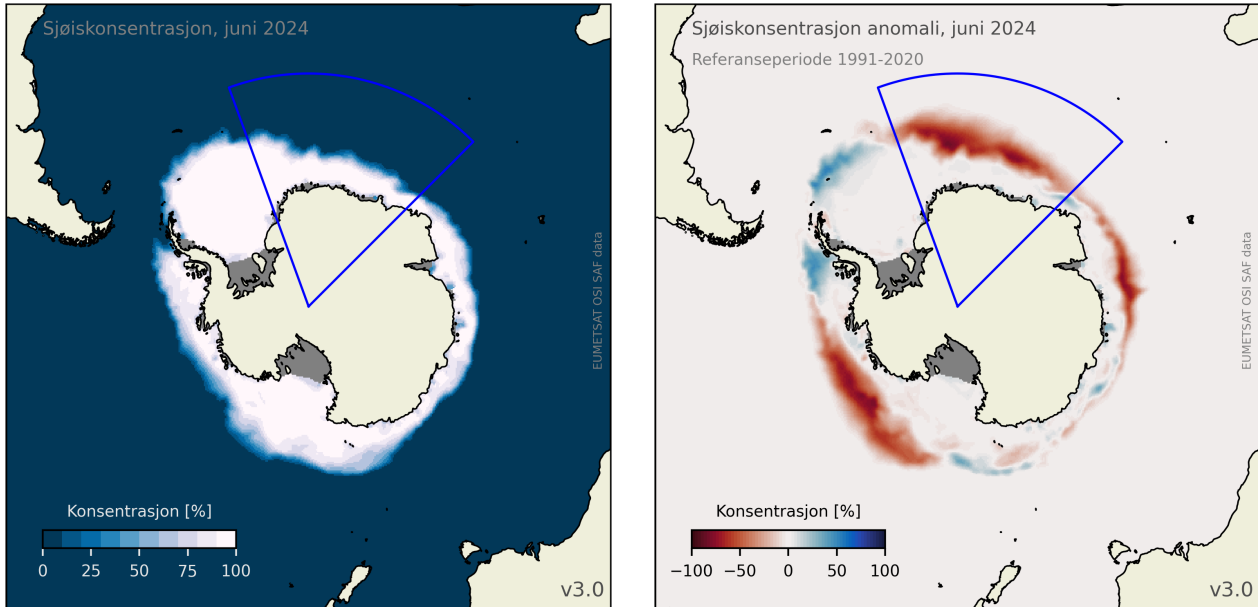 Sjøiskonsentrasjon, juni 2024
EUMETSAT OSI SAF data
Konsentrasjon [%]
0 25 50 75 100
v3.0
Sjøiskonsentrasjon anomali, juni 2024
Referanseperiode 1991-2020
EUMETSAT OSI SAF data
Konsentrasjon [%]
−100 −50 0 50 100
v3.0